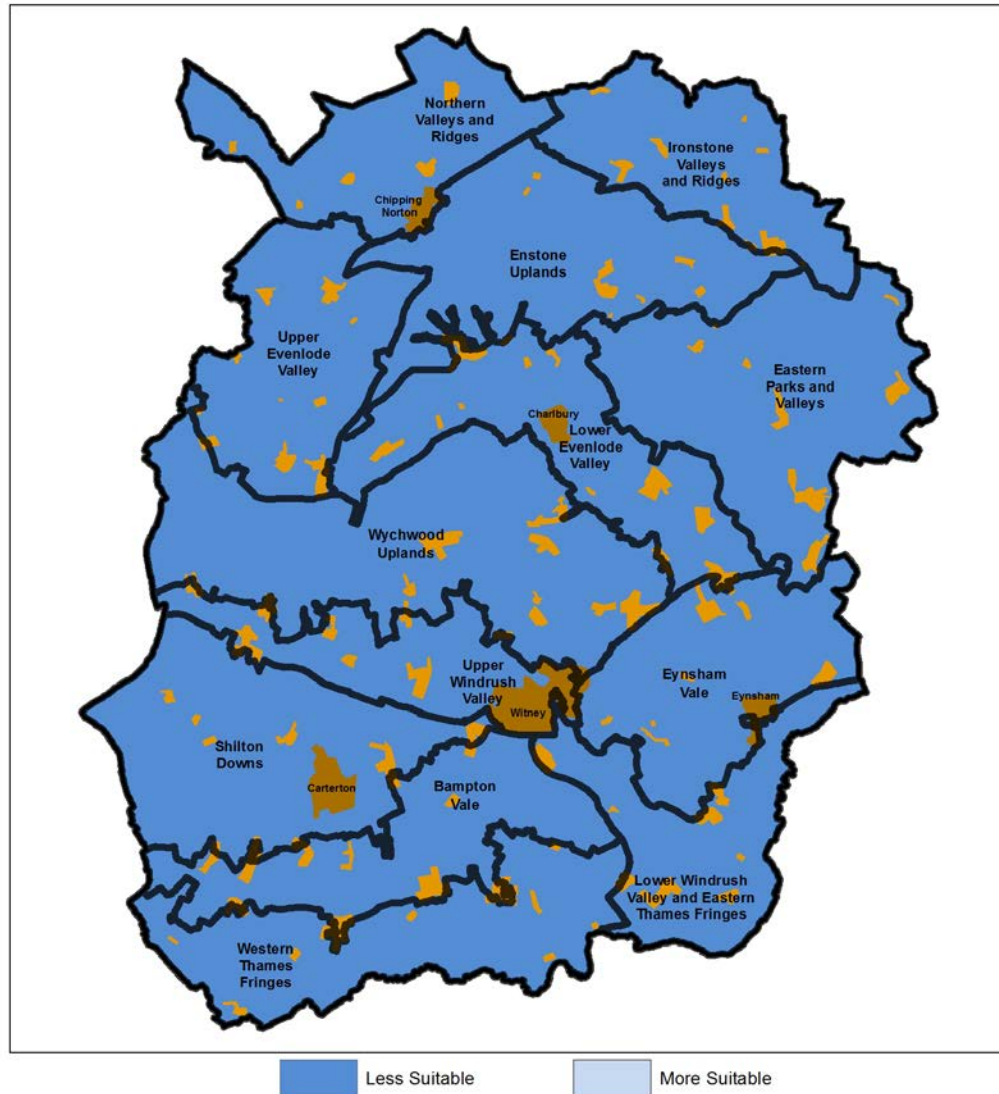 Northern
Valleys and
Ridges
Ironstone
Valleys
and Ridges
Chipping
Norton
Enstone
Uplands
Upper
Evenlode
Valley
Eastern
Parks and
Valleys
Charlbury
Lower
Evenlode
Valley
Wychwood
Uplands
Upper
Windrush
Valley
Eynsham
Vale
Eynsham
Witney
Shilton
Downs
Carterton
Bampton
Vale
Lower Windrush
Valley and Eastern
Thames Fringes
Western
Thames
Fringes
Less Suitable
More Suitable